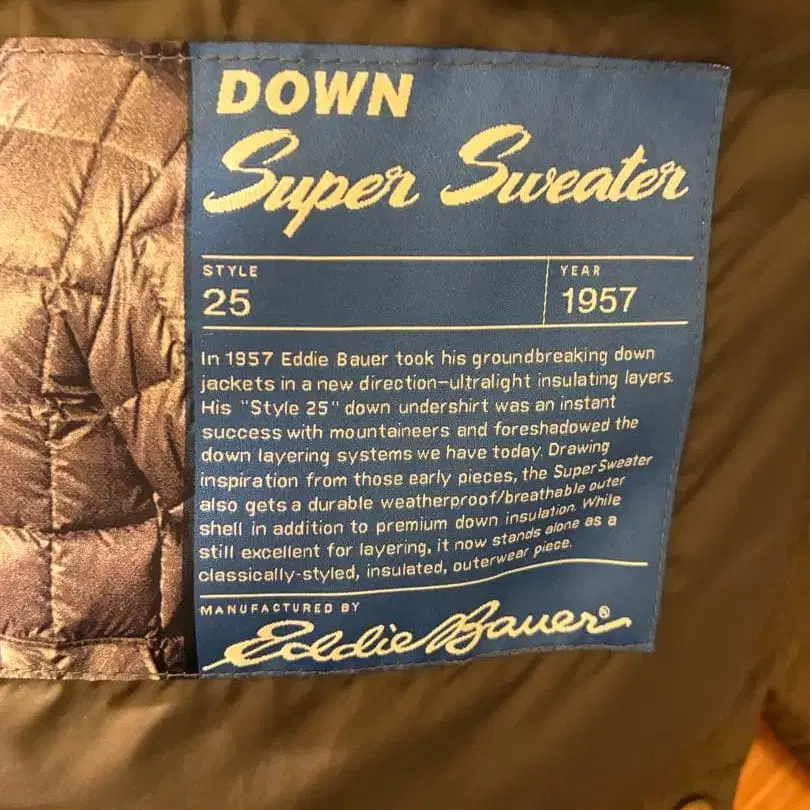 DOWN
Super Sweater
STYLE YEAR
25 1957
In 1957 Eddie Bauer took his groundbreaking down
jackets in a new direction–ultralight insulating layers.
His "Style 25" down undershirt was an instant
success with mountaineers and foreshadowed the
down layering systems we have today. Drawing
inspiration from those early pieces, the Super Sweater
also gets a durable weatherproof/breathable outer
shell in addition to premium down insulation. While
still excellent for layering, it now stands alone as a
classically-styled, insulated, outerwear piece.
MANUFACTURED BY
Eddie Bauer®